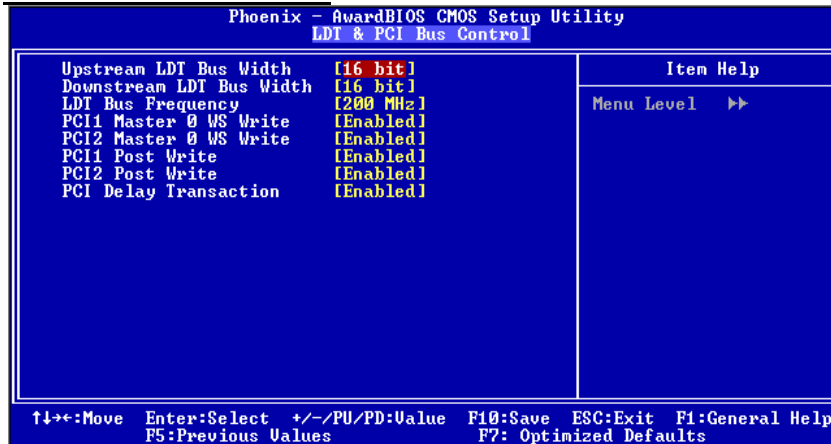 Phoenix - AwardBIOS CMOS Setup Utility
LDT & PCI Bus Control
Upstream LDT Bus Width [16 bit]
Downstream LDT Bus Width [16 bit]
LDT Bus Frequency [200 MHz]
PCI1 Master 0 WS Write [Enabled]
PCI2 Master 0 WS Write [Enabled]
PCI1 Post Write [Enabled]
PCI2 Post Write [Enabled]
PCI Delay Transaction [Enabled]
Item Help
Menu Level ▸▸
↑↓→←:Move Enter:Select +/-/PU/PD:Value F10:Save ESC:Exit F1:General Help
F5:Previous Values F7: Optimized Defaults